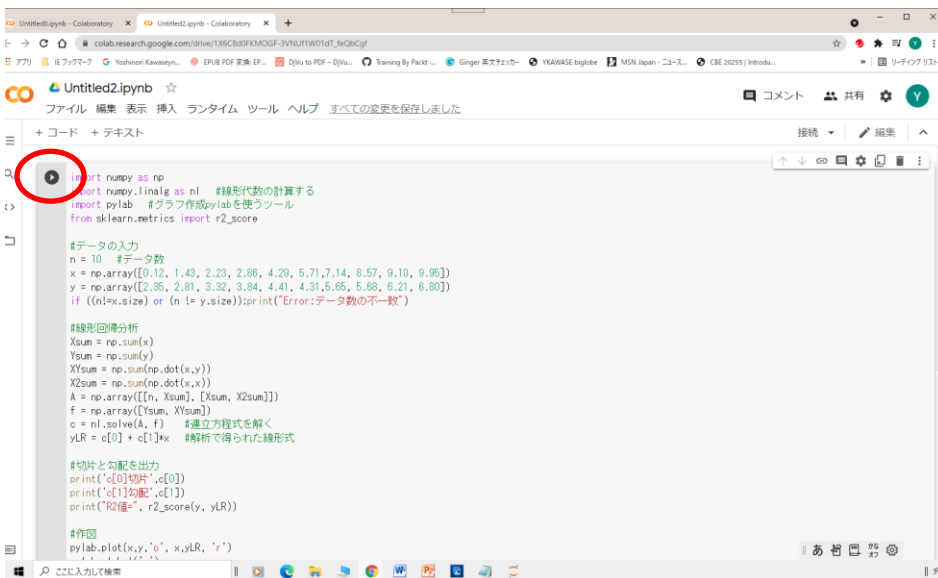 Untitled0.ipynb - Colaboratory
Untitled2.ipynb - Colaboratory
colab.research.google.com/drive/1X6C8d0FKMOGF-3VNUf1W01dT_feQbCgf
アプリ IE ブックマーク Yoshinori Kawaseyn... EPUB PDF 変換: EP... DjVu to PDF – DjVu... Training By Packt -... Ginger 英文チェッカー... YKAWASE biglobe MSN Japan - ニュース... CBE 20255 | Introdu... » リーディング リスト
Untitled2.ipynb
コメント 共有 Y
ファイル 編集 表示 挿入 ランタイム ツール ヘルプ すべての変更を保存しました
+ コード + テキスト 接続 編集
import numpy as np
import numpy.linalg as nl #線形代数の計算する
import pylab #グラフ作成pylabを使うツール
from sklearn.metrics import r2_score
#データの入力
n = 10 #データ数
x = np.array([0.12, 1.43, 2.23, 2.86, 4.29, 5.71,7.14, 8.57, 9.10, 9.95])
y = np.array([2.35, 2.81, 3.32, 3.84, 4.41, 4.31,5.65, 5.68, 6.21, 6.80])
if ((n!=x.size) or (n != y.size)):print("Error:データ数の不一致")
#線形回帰分析
Xsum = np.sum(x)
Ysum = np.sum(y)
XYsum = np.sum(np.dot(x,y))
X2sum = np.sum(np.dot(x,x))
A = np.array([[n, Xsum], [Xsum, X2sum]])
f = np.array([Ysum, XYsum])
c = nl.solve(A, f) #連立方程式を解く
yLR = c[0] + c[1]*x #解析で得られた線形式
#切片と勾配を出力
print('c[0]切片',c[0])
print('c[1]勾配',c[1])
print("R2値=", r2_score(y, yLR))
#作図
pylab.plot(x,y,'o', x,yLR, 'r')
あ
ここに入力して検索